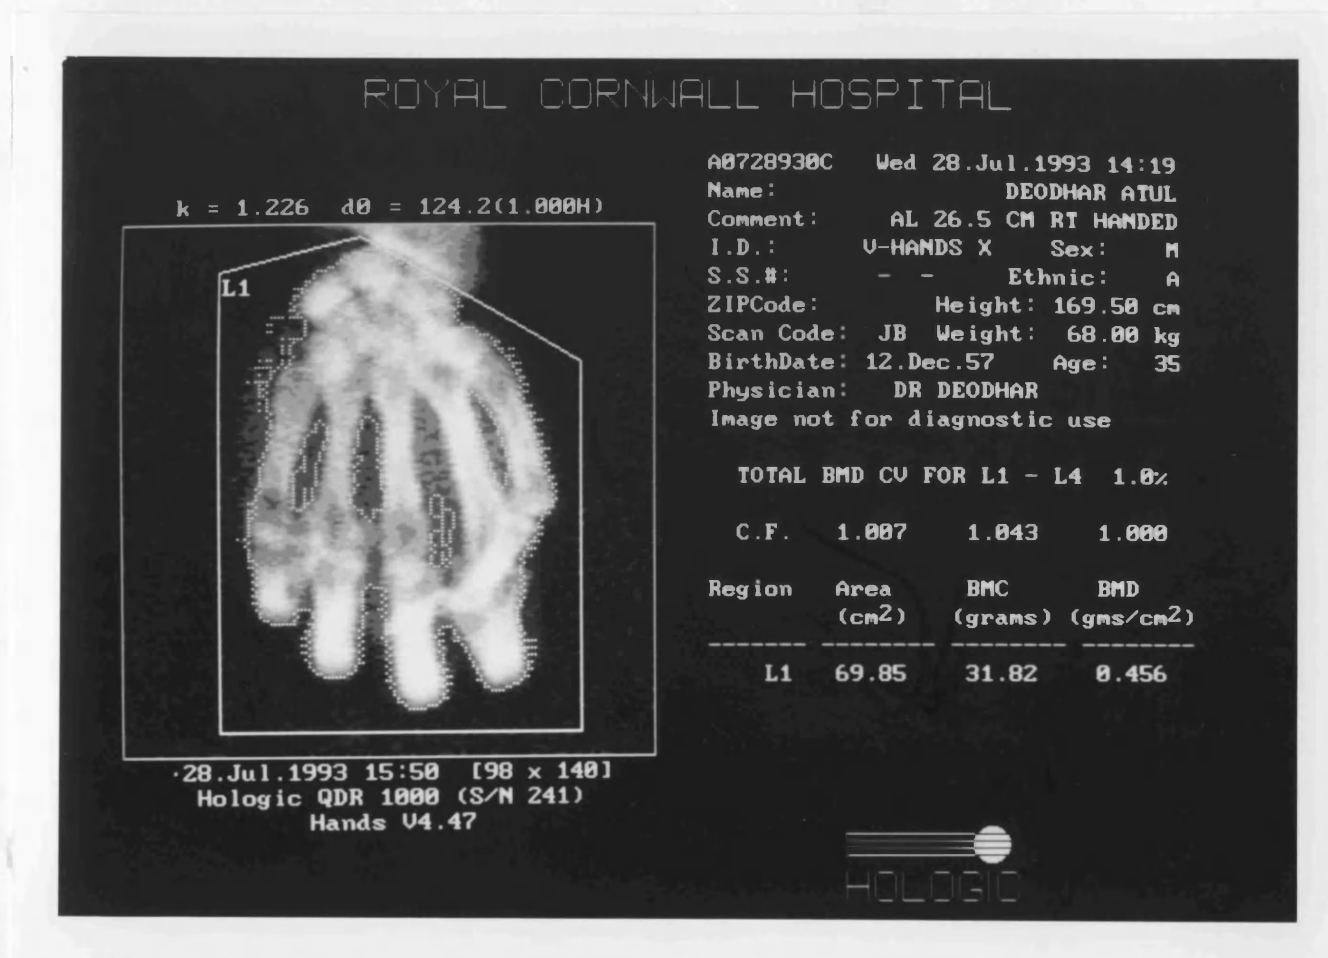 ROYAL CORNWALL HOSPITAL
k = 1.226 d0 = 124.2(1.000H)
L1
·28.Jul.1993 15:50 [98 x 140]
Hologic QDR 1000 (S/N 241)
Hands V4.47
A0728930C Wed 28.Jul.1993 14:19
Name: DEODHAR ATUL
Comment: AL 26.5 CM RT HANDED
I.D.: V-HANDS X Sex: M
S.S.#: - - Ethnic: A
ZIPCode: Height: 169.50 cm
Scan Code: JB Weight: 68.00 kg
BirthDate: 12.Dec.57 Age: 35
Physician: DR DEODHAR
Image not for diagnostic use
TOTAL BMD CV FOR L1 - L4 1.0%
C.F. 1.007 1.043 1.000
Region Area BMC BMD
(cm2) (grams) (gms/cm2)
L1 69.85 31.82 0.456
HOLOGIC